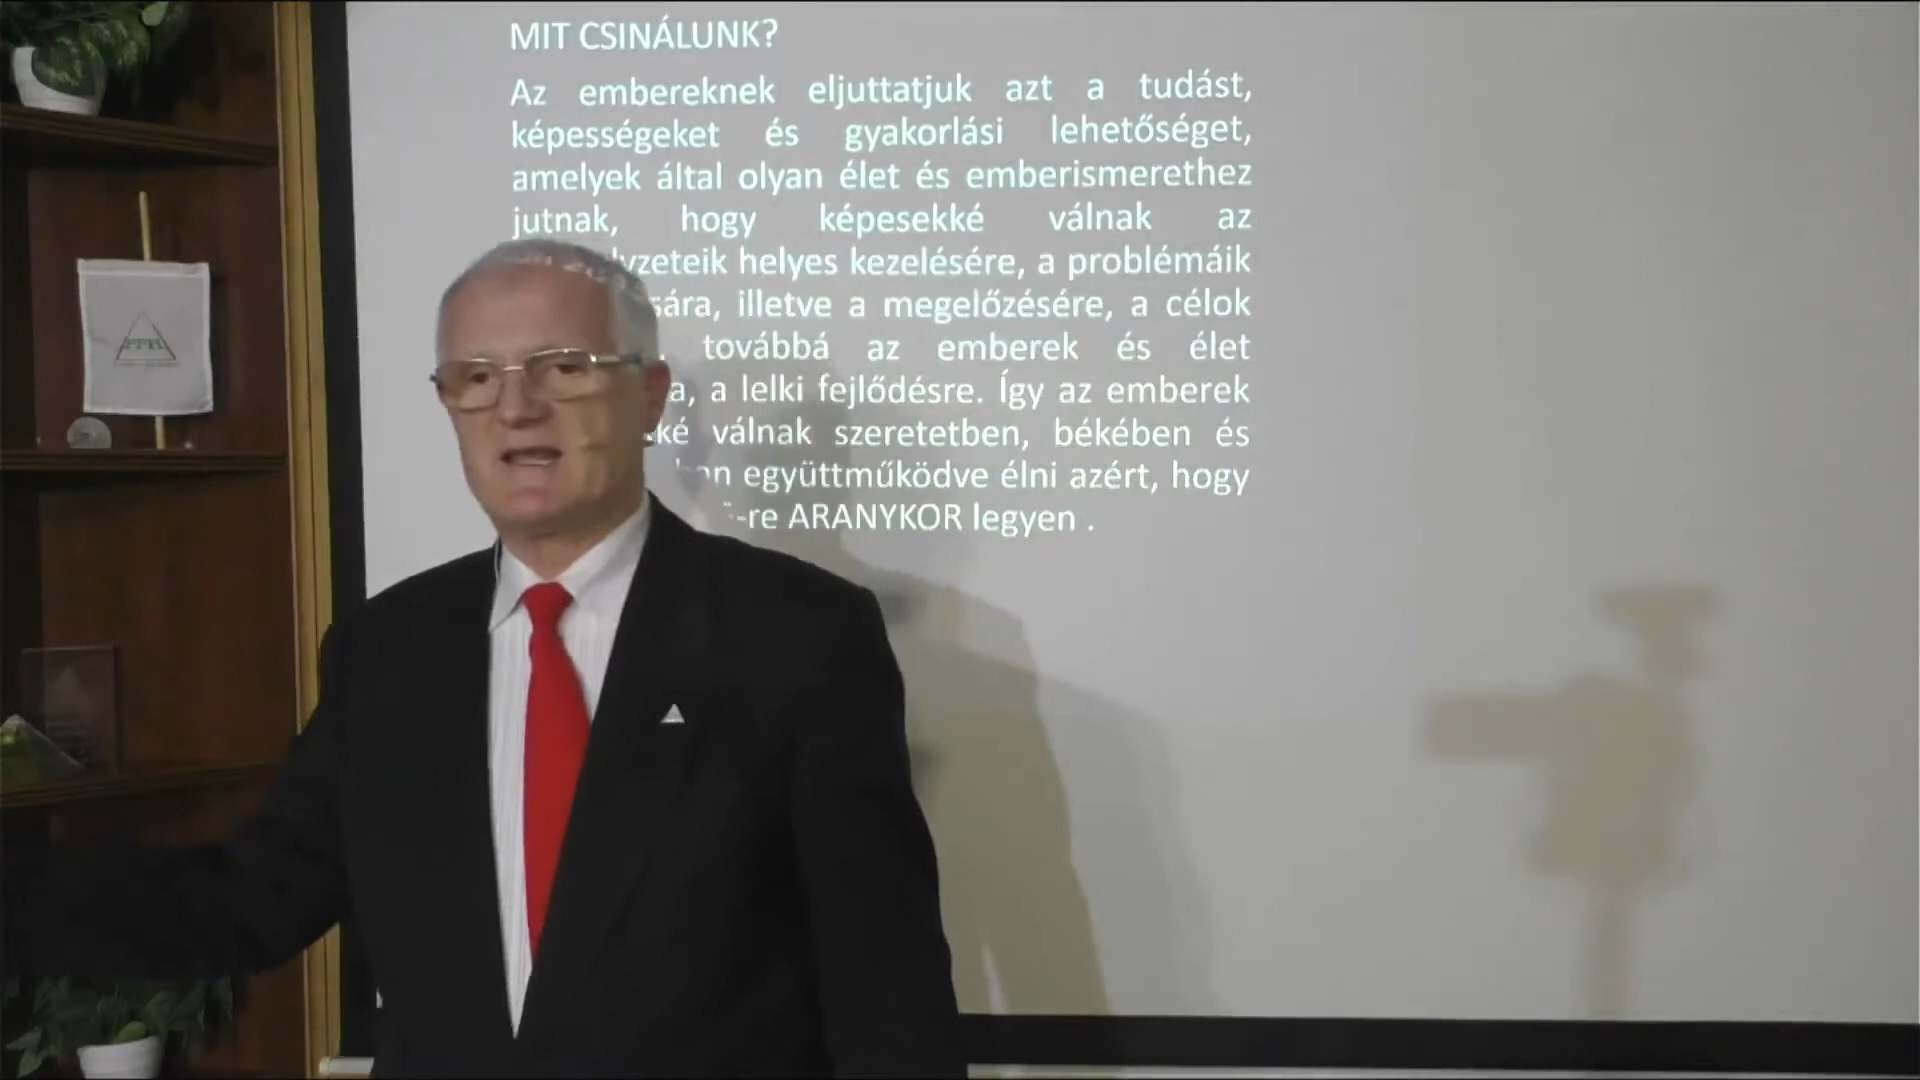 MIT CSINÁLUNK?
Az embereknek eljuttatjuk azt a tudást,
képességeket és gyakorlási lehetőséget,
amelyek által olyan élet és emberismerethez
jutnak, hogy képesekké válnak az
helyes kezelésére, a problémáik
illetve a megelőzésére, a célok
továbbá az emberek és élet
a lelki fejlődésre. Így az emberek
válnak szeretetben, békében és
együttműködve élni azért, hogy
-re ARANYKOR legyen .